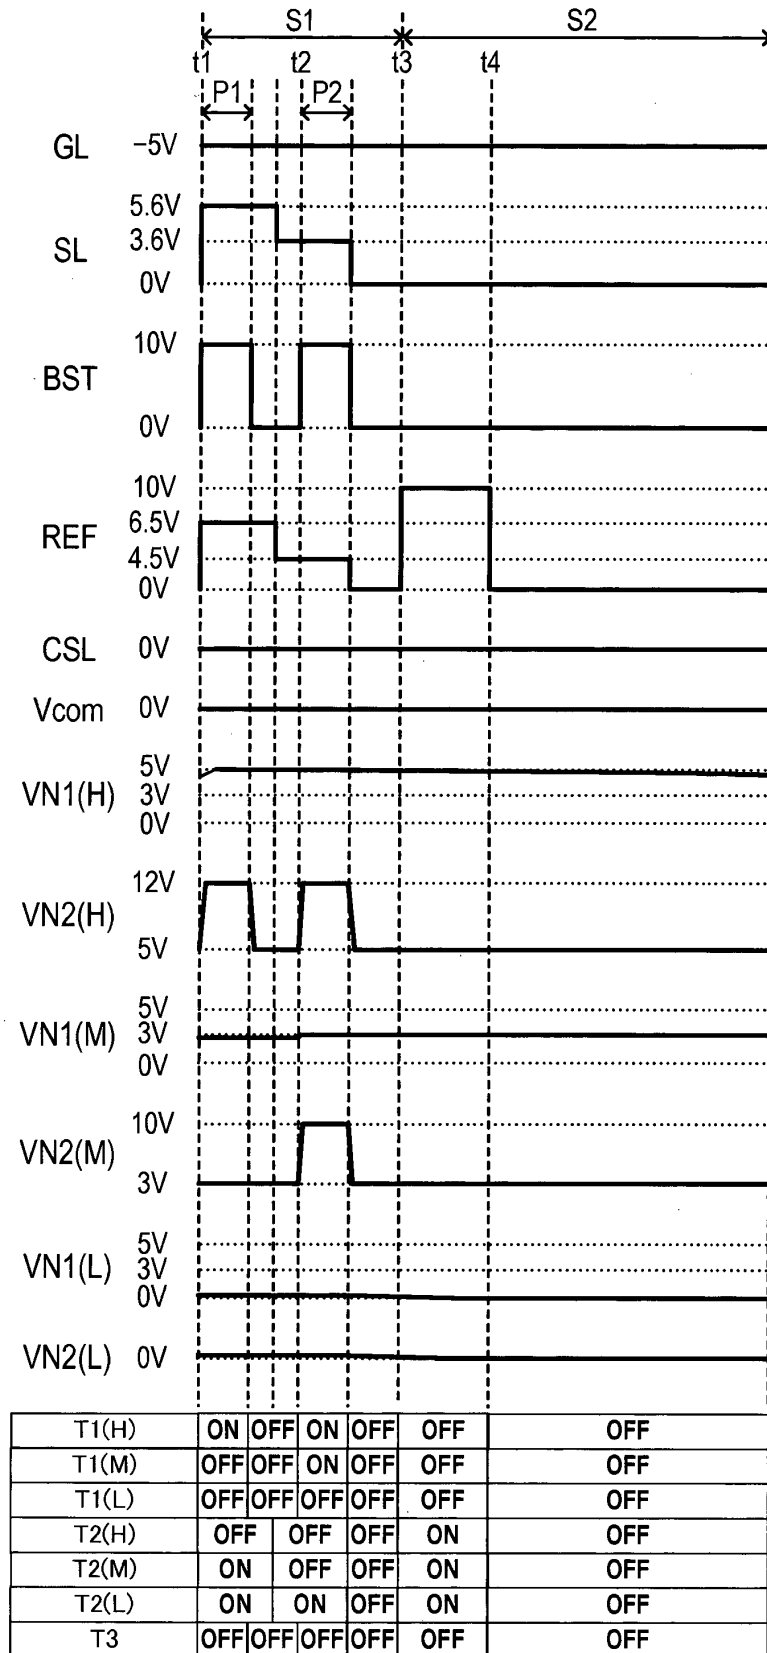 S1 S2
t1 t2 t3 t4
P1 P2
GL −5V
5.6V
SL 3.6V
0V
10V
BST
0V
10V
REF 6.5V
4.5V
0V
CSL 0V
Vcom 0V
5V
VN1(H) 3V
0V
12V
VN2(H)
5V
5V
VN1(M) 3V
0V
10V
VN2(M)
3V
5V
VN1(L) 3V
0V
VN2(L) 0V
T1(H) ON OFF ON OFF OFF OFF
T1(M) OFF OFF ON OFF OFF OFF
T1(L) OFF OFF OFF OFF OFF OFF
T2(H) OFF OFF OFF ON OFF
T2(M) ON OFF OFF ON OFF
T2(L) ON ON OFF ON OFF
T3 OFF OFF OFF OFF OFF OFF